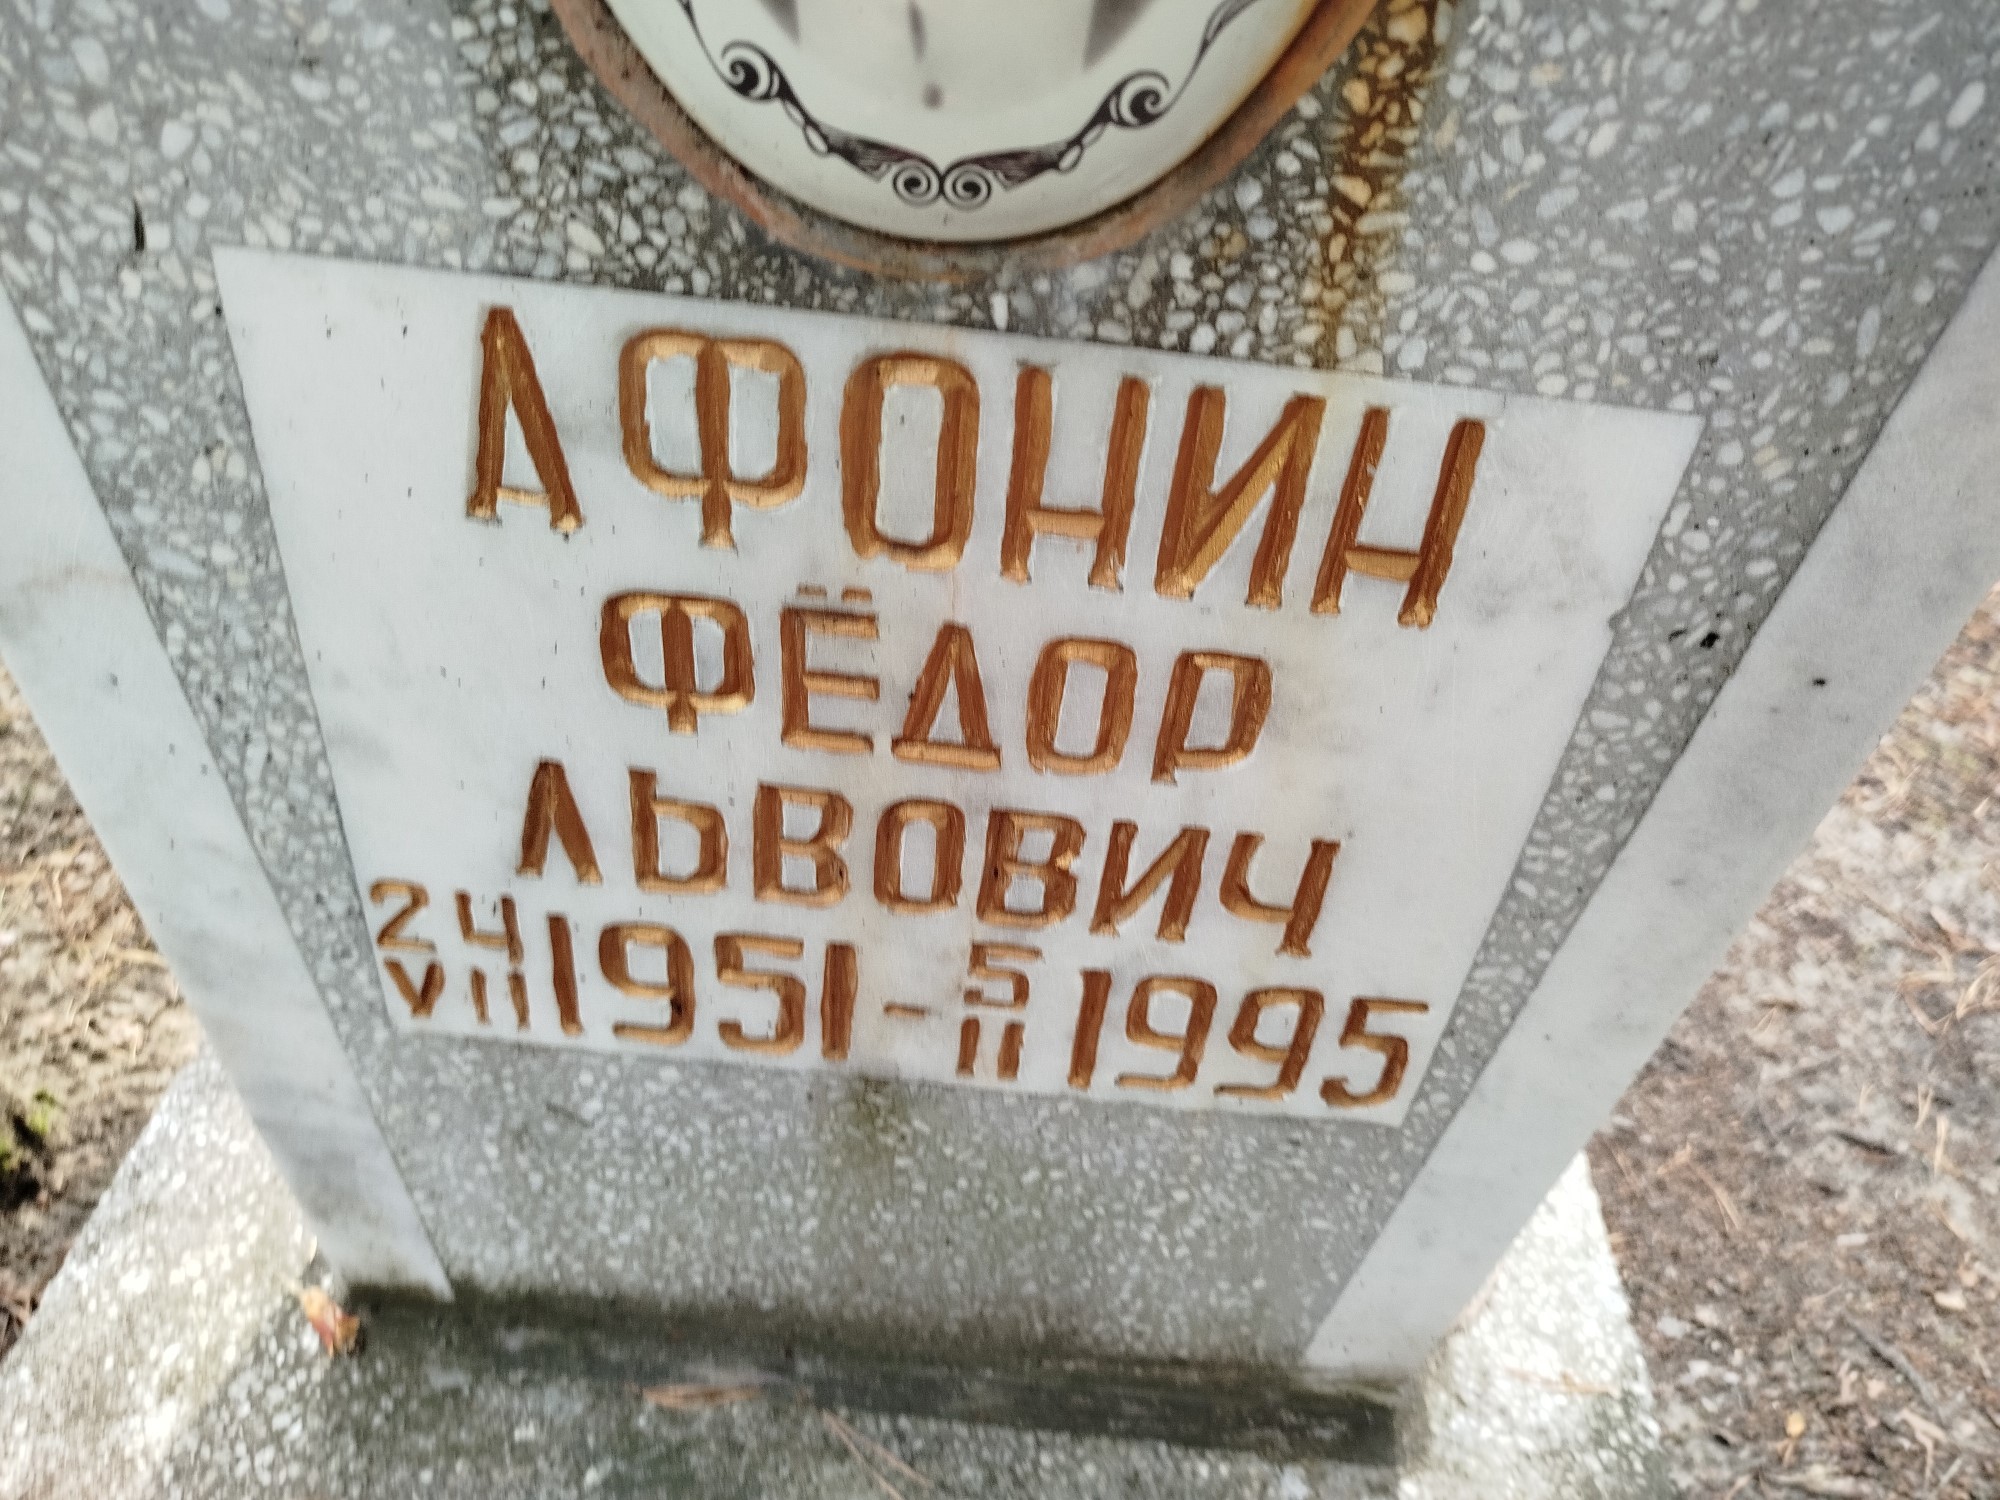 АФОНИН
ФЁДОР
ЛЬВОВИЧ
24/VII 1951 - 5/II 1995